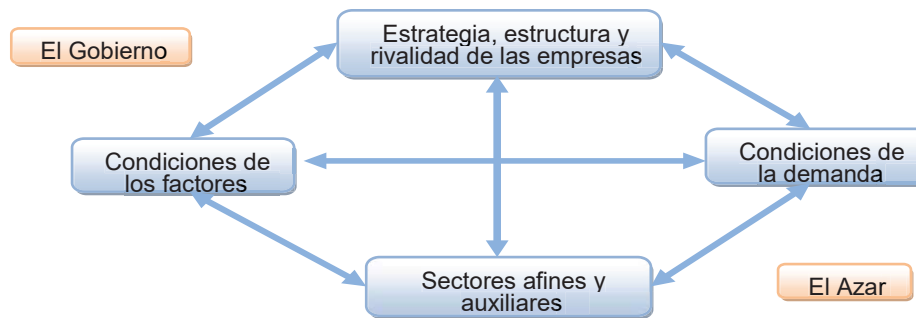 Estrategia, estructura y
rivalidad de las empresas
El Gobierno
Condiciones de
los factores
Condiciones de
la demanda
Sectores afines y
auxiliares
El Azar